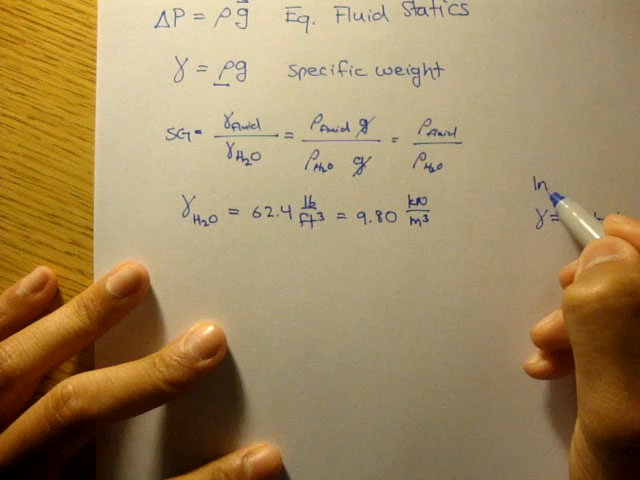 ΔP = ρg⃗ Eq. Fluid Statics
γ = ρg specific weight
SG = γfluid / γH₂O = ρfluid g / ρH₂O g = ρfluid / ρH₂O
γH₂O = 62.4 lb/ft³ = 9.80 kN/m³
In
γ =